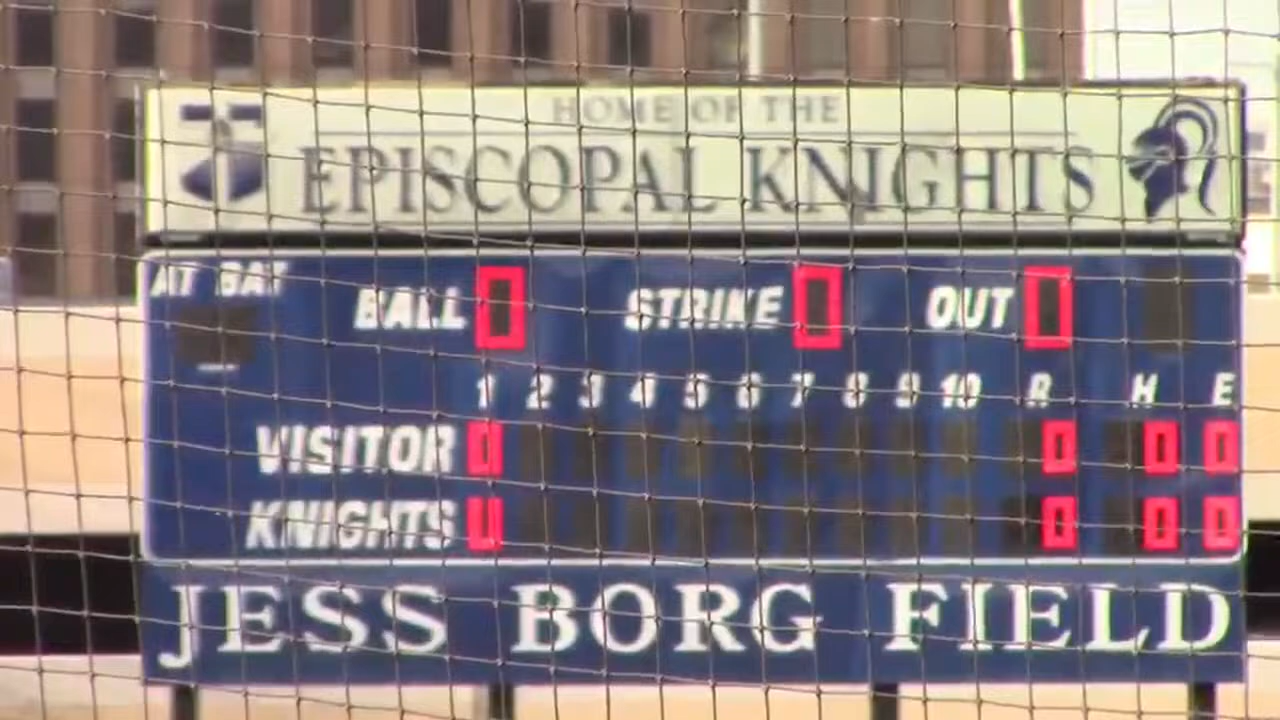 HOME OF THE
EPISCOPAL KNIGHTS
AT BAT
BALL 0 STRIKE 0 OUT 0
1 2 3 4 5 6 7 8 9 10 R H E
VISITOR 0 0 0 0
KNIGHTS 0 0 0 0
JESS BORG FIELD